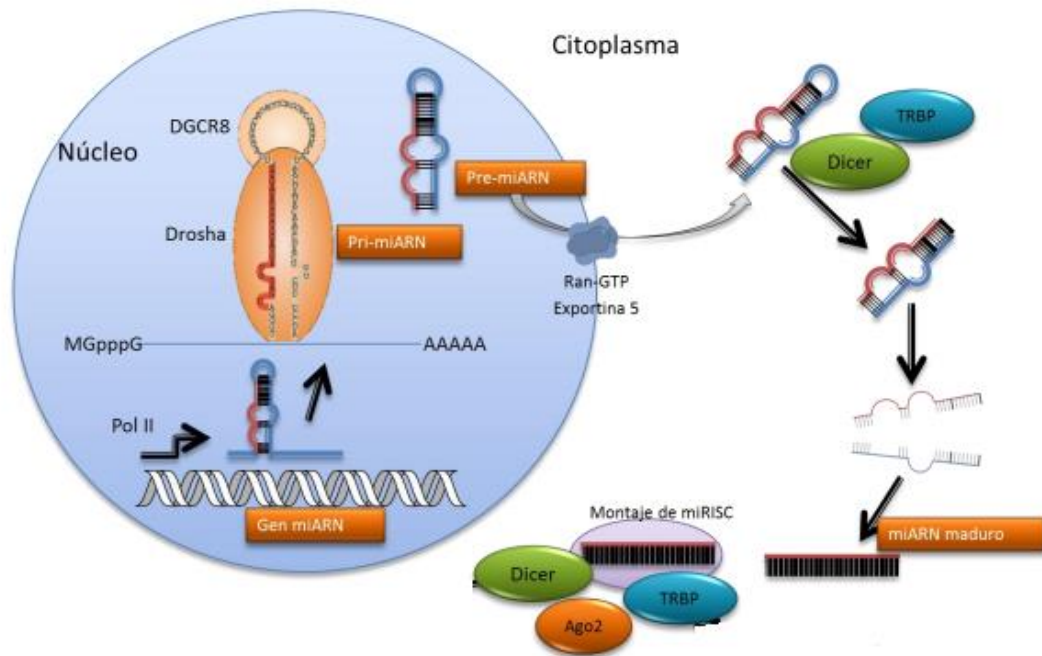 Citoplasma
DGCR8
Núcleo
TRBP
Dicer
Pre-miARN
Drosha
Pri-miARN
Ran-GTP
Exportina 5
MGpppG
AAAAA
Pol II
Gen miARN
Montaje de miRISC
miARN maduro
Dicer
TRBP
Ago2